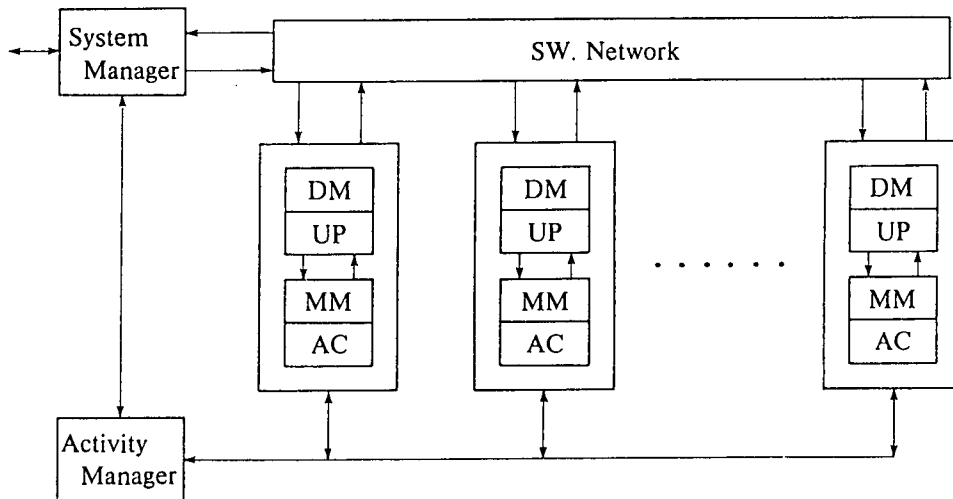 System
Manager
SW. Network
DM
UP
MM
AC
DM
UP
MM
AC
DM
UP
MM
AC
Activity
Manager